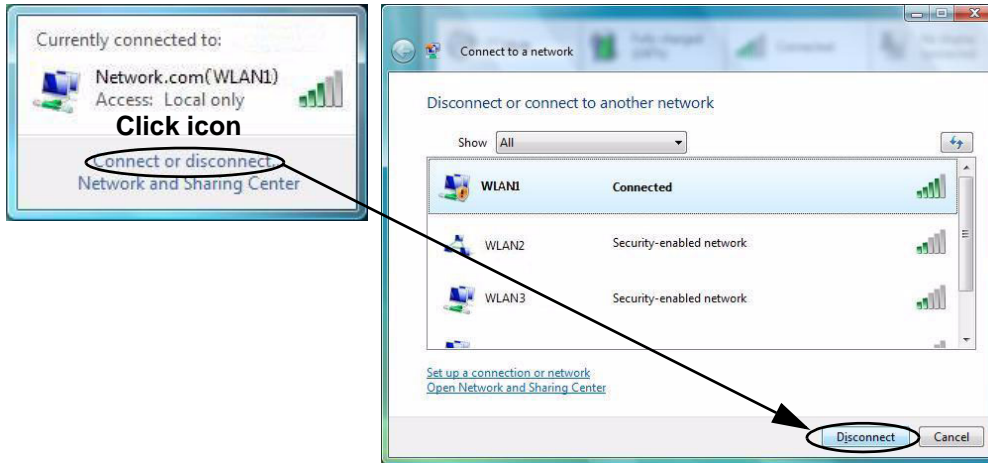 Currently connected to:
Network.com(WLAN1)
Access: Local only
Click icon
Connect or disconnect...
Network and Sharing Center
Connect to a network
Disconnect or connect to another network
Show All
WLAN1 Connected
WLAN2 Security-enabled network
WLAN3 Security-enabled network
Set up a connection or network
Open Network and Sharing Center
Disconnect Cancel